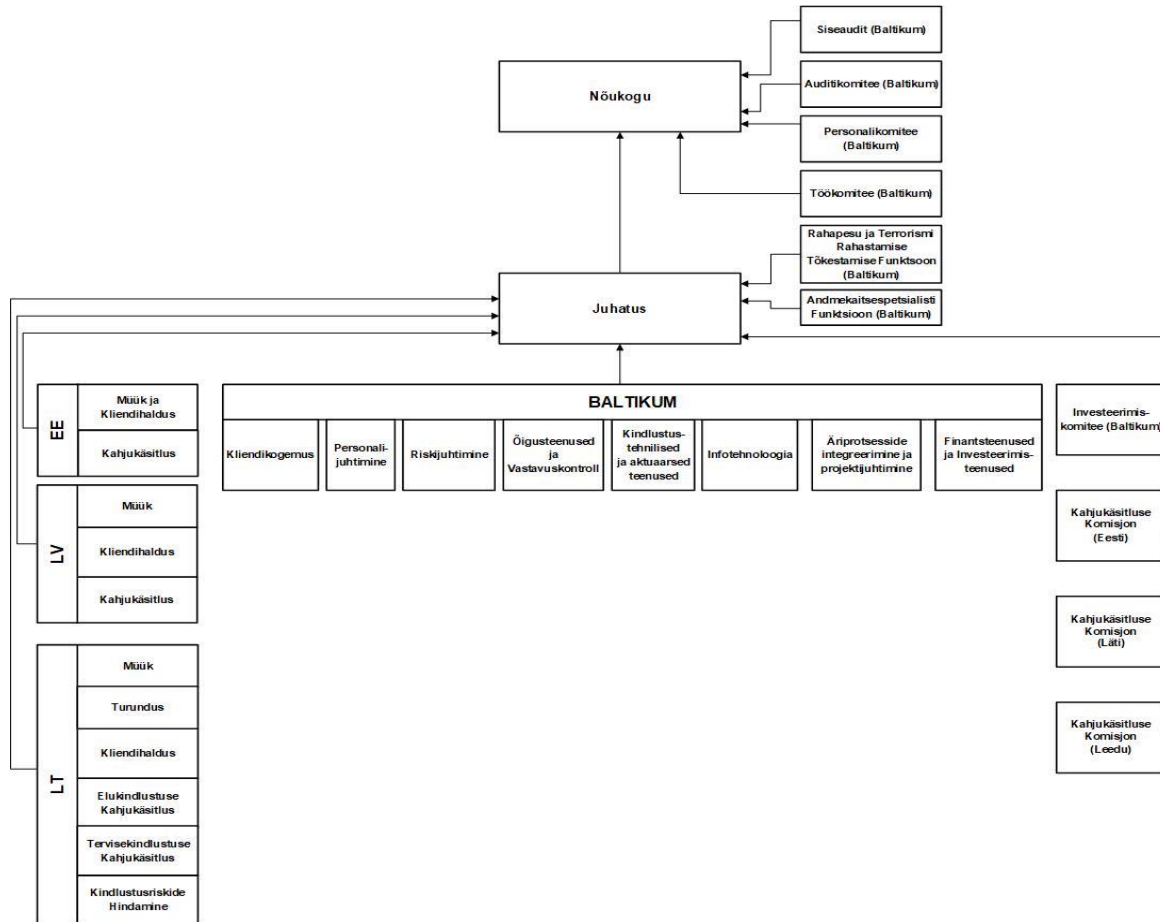 Siseaudit (Baltikum)
Nõukogu
Auditikomitee (Baltikum)
Personalikomitee
(Baltikum)
Töökomitee (Baltikum)
Rahapesu ja Terrorismi
Rahastamise
Tõkestamise Funktsoon
(Baltikum)
Juhatus
Andmekaitsespetsialisti
Funktsioon (Baltikum)
EE
Müük ja
Kliendihaldus
Kahjukäsitlus
LV
Müük
Kliendihaldus
Kahjukäsitlus
LT
Müük
Turundus
Kliendihaldus
Elukindlustuse
Kahjukäsitlus
Tervisekindlustuse
Kahjukäsitlus
Kindlustusriskide
Hindamine
BALTIKUM
Kliendikogemus
Personali-
juhtimine
Riskijuhtimine
Õigusteenused
ja
Vastavuskontroll
Kindlustus-
tehnilised
ja aktuaarsed
teenused
Infotehnoloogia
Äriprotsesside
integreerimine ja
projektijuhtimine
Finantsteenused
ja Investeerimis-
teenused
Investeerimis-
komitee (Baltikum)
Kahjukäsitluse
Komisjon
(Eesti)
Kahjukäsitluse
Komisjon
(Läti)
Kahjukäsitluse
Komisjon
(Leedu)